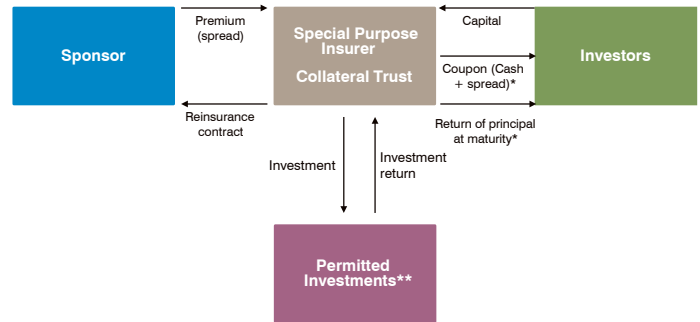 Sponsor
Premium
(spread)
Reinsurance
contract
Special Purpose
Insurer
Collateral Trust
Capital
Coupon (Cash
+ spread)*
Return of principal
at maturity*
Investors
Investment
Investment
return
Permitted
Investments**